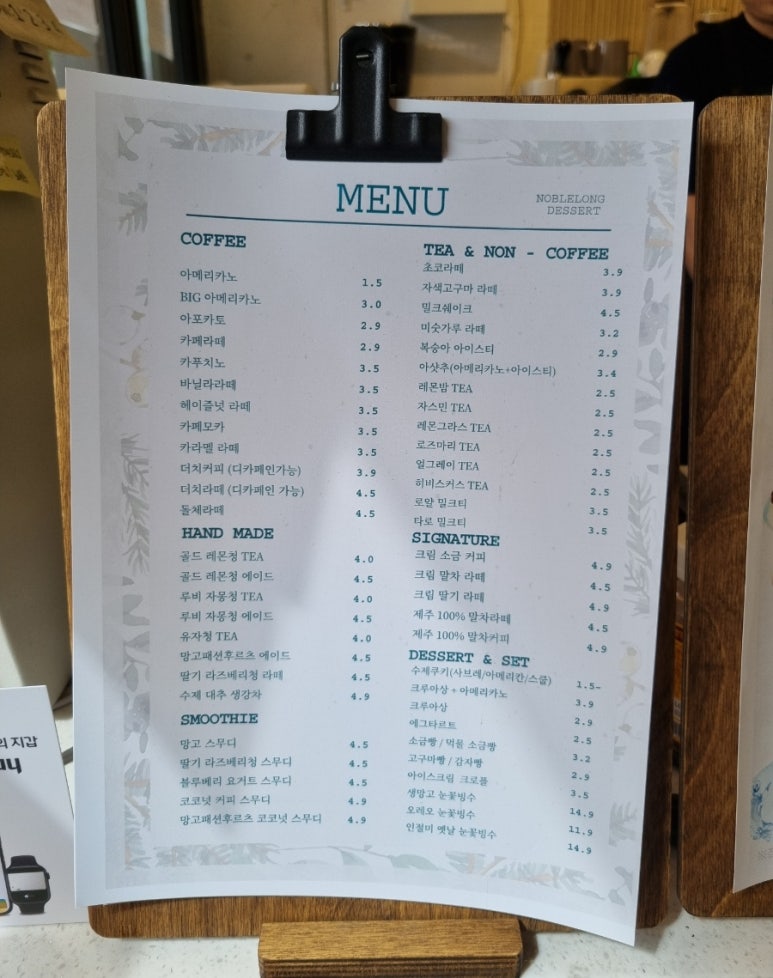 MENU
NOBLELONG
DESSERT
COFFEE
아메리카노 1.5
BIG 아메리카노 3.0
아포카토 2.9
카페라떼 2.9
카푸치노 3.5
바닐라라떼 3.5
헤이즐넛 라떼 3.5
카페모카 3.5
카라멜 라떼 3.5
더치커피 (디카페인가능) 3.9
더치라떼 (디카페인 가능) 4.5
돌체라떼 4.5
HAND MADE
골드 레몬청 TEA 4.0
골드 레몬청 에이드 4.5
루비 자몽청 TEA 4.0
루비 자몽청 에이드 4.5
유자청 TEA 4.0
망고패션후르츠 에이드 4.5
딸기 라즈베리청 라떼 4.5
수제 대추 생강차 4.9
SMOOTHIE
망고 스무디 4.5
딸기 라즈베리청 스무디 4.5
블루베리 요거트 스무디 4.5
코코넛 커피 스무디 4.9
망고패션후르츠 코코넛 스무디 4.9
TEA & NON - COFFEE
초코라떼 3.9
자색고구마 라떼 3.9
밀크쉐이크 4.5
미숫가루 라떼 3.2
복숭아 아이스티 2.9
아샷추(아메리카노+아이스티) 3.4
레몬밤 TEA 2.5
자스민 TEA 2.5
레몬그라스 TEA 2.5
로즈마리 TEA 2.5
얼그레이 TEA 2.5
히비스커스 TEA 2.5
로얄 밀크티 3.5
타로 밀크티 3.5
SIGNATURE
크림 소금 커피 4.9
크림 말차 라떼 4.5
크림 딸기 라떼 4.9
제주 100% 말차라떼 4.5
제주 100% 말차커피 4.9
DESSERT & SET
수제쿠키(사브레/아메리칸/스콘) 1.5~
크루아상 + 아메리카노 3.9
크루아상 2.9
에그타르트 2.5
소금빵 / 먹물 소금빵 3.2
고구마빵 / 감자빵 2.9
아이스크림 크로플 3.5
생망고 눈꽃빙수 14.9
오레오 눈꽃빙수 11.9
인절미 옛날 눈꽃빙수 14.9
의 지갑